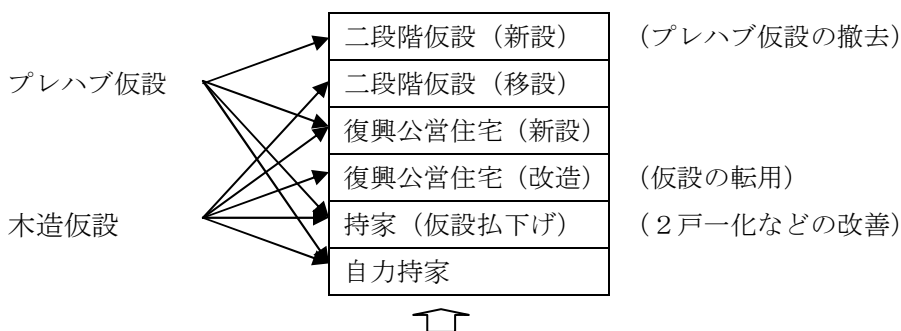 二段階仮設（新設） （プレハブ仮設の撤去）
プレハブ仮設 二段階仮設（移設）
復興公営住宅（新設）
復興公営住宅（改造） （仮設の転用）
木造仮設 持家（仮設払下げ） （２戸一化などの改善）
自力持家